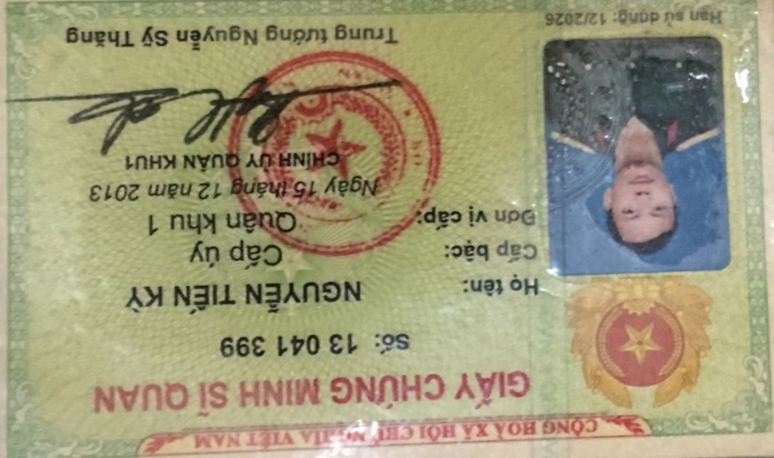 CỘNG HOÀ XÃ HỘI CHỦ NGHĨA VIỆT NAM
GIẤY CHỨNG MINH SĨ QUAN
Số: 13 041 399
Họ tên: NGUYỄN TIẾN KỲ
Cấp bậc: Cấp úy
Đơn vị cấp: Quân khu 1
Ngày 15 tháng 12 năm 2013
CHÍNH ỦY QUÂN KHU1
Trung tướng Nguyễn Sỹ Thăng
Hạn sử dụng: 12/2026